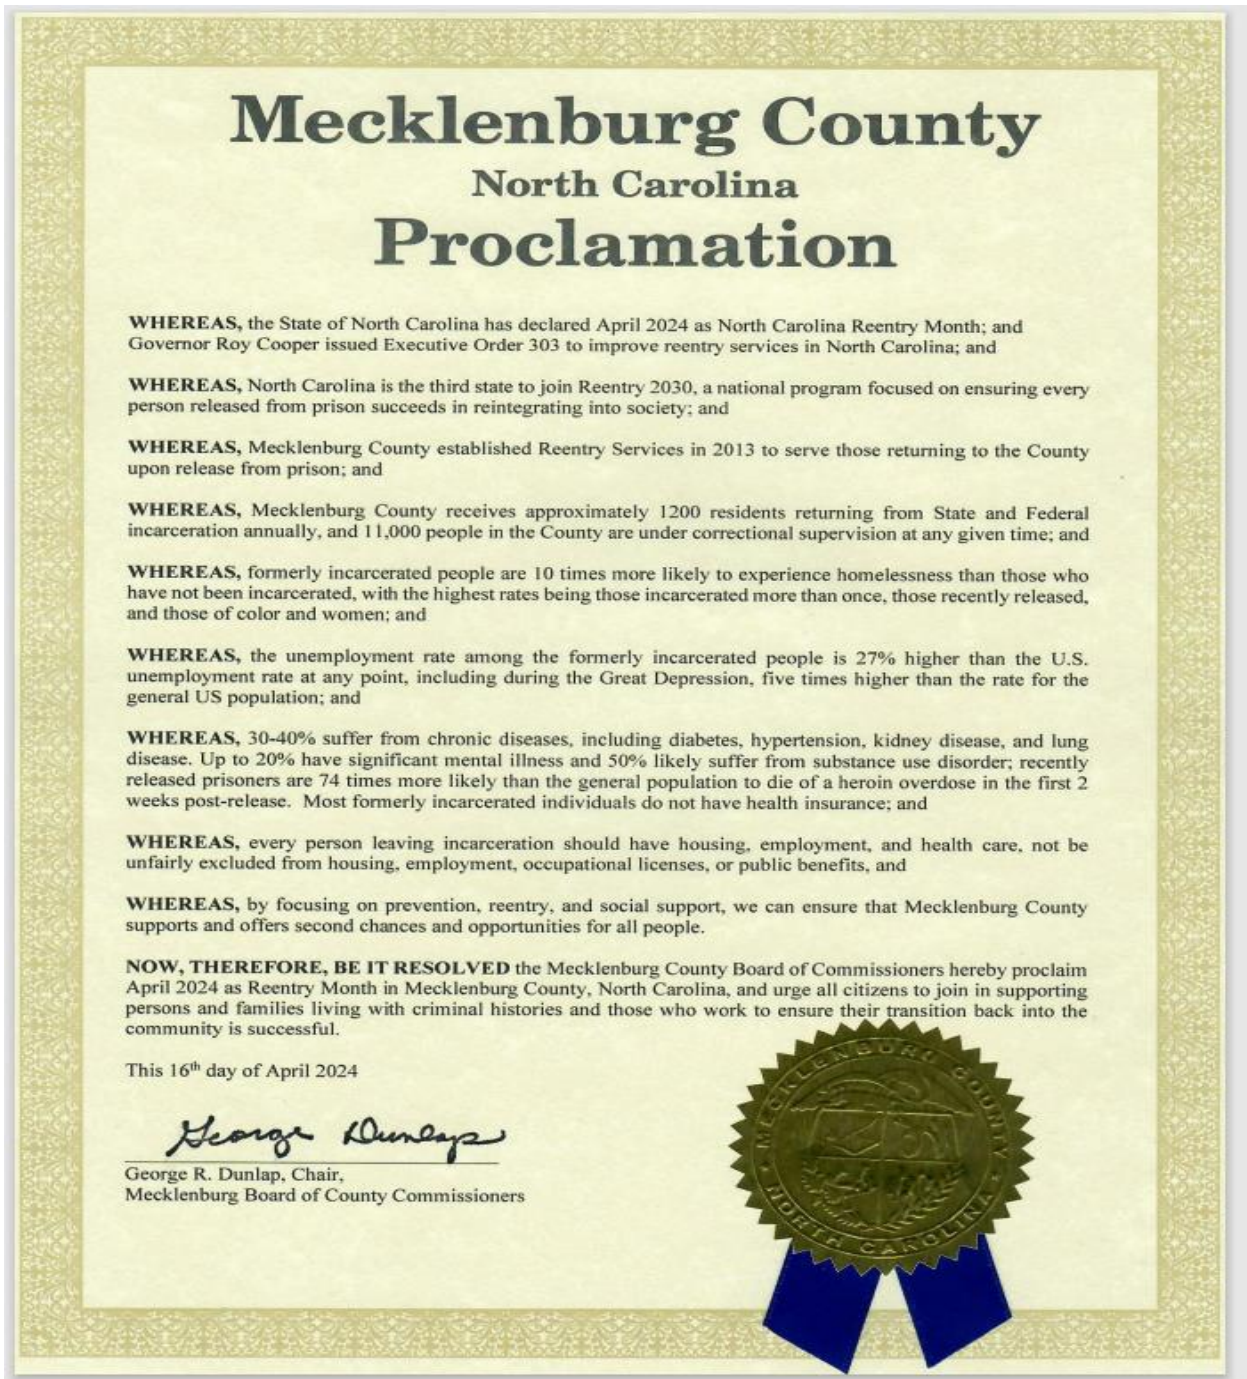 Mecklenburg County
North Carolina
Proclamation
WHEREAS, the State of North Carolina has declared April 2024 as North Carolina Reentry Month; and
Governor Roy Cooper issued Executive Order 303 to improve reentry services in North Carolina; and
WHEREAS, North Carolina is the third state to join Reentry 2030, a national program focused on ensuring every
person released from prison succeeds in reintegrating into society; and
WHEREAS, Mecklenburg County established Reentry Services in 2013 to serve those returning to the County
upon release from prison; and
WHEREAS, Mecklenburg County receives approximately 1200 residents returning from State and Federal
incarceration annually, and 11,000 people in the County are under correctional supervision at any given time; and
WHEREAS, formerly incarcerated people are 10 times more likely to experience homelessness than those who
have not been incarcerated, with the highest rates being those incarcerated more than once, those recently released,
and those of color and women; and
WHEREAS, the unemployment rate among the formerly incarcerated people is 27% higher than the U.S.
unemployment rate at any point, including during the Great Depression, five times higher than the rate for the
general US population; and
WHEREAS, 30-40% suffer from chronic diseases, including diabetes, hypertension, kidney disease, and lung
disease. Up to 20% have significant mental illness and 50% likely suffer from substance use disorder; recently
released prisoners are 74 times more likely than the general population to die of a heroin overdose in the first 2
weeks post-release. Most formerly incarcerated individuals do not have health insurance; and
WHEREAS, every person leaving incarceration should have housing, employment, and health care, not be
unfairly excluded from housing, employment, occupational licenses, or public benefits, and
WHEREAS, by focusing on prevention, reentry, and social support, we can ensure that Mecklenburg County
supports and offers second chances and opportunities for all people.
NOW, THEREFORE, BE IT RESOLVED the Mecklenburg County Board of Commissioners hereby proclaim
April 2024 as Reentry Month in Mecklenburg County, North Carolina, and urge all citizens to join in supporting
persons and families living with criminal histories and those who work to ensure their transition back into the
community is successful.
This 16th day of April 2024
George Dunlap
George R. Dunlap, Chair,
Mecklenburg Board of County Commissioners
MECKLENBURG COUNTY
NORTH CAROLINA